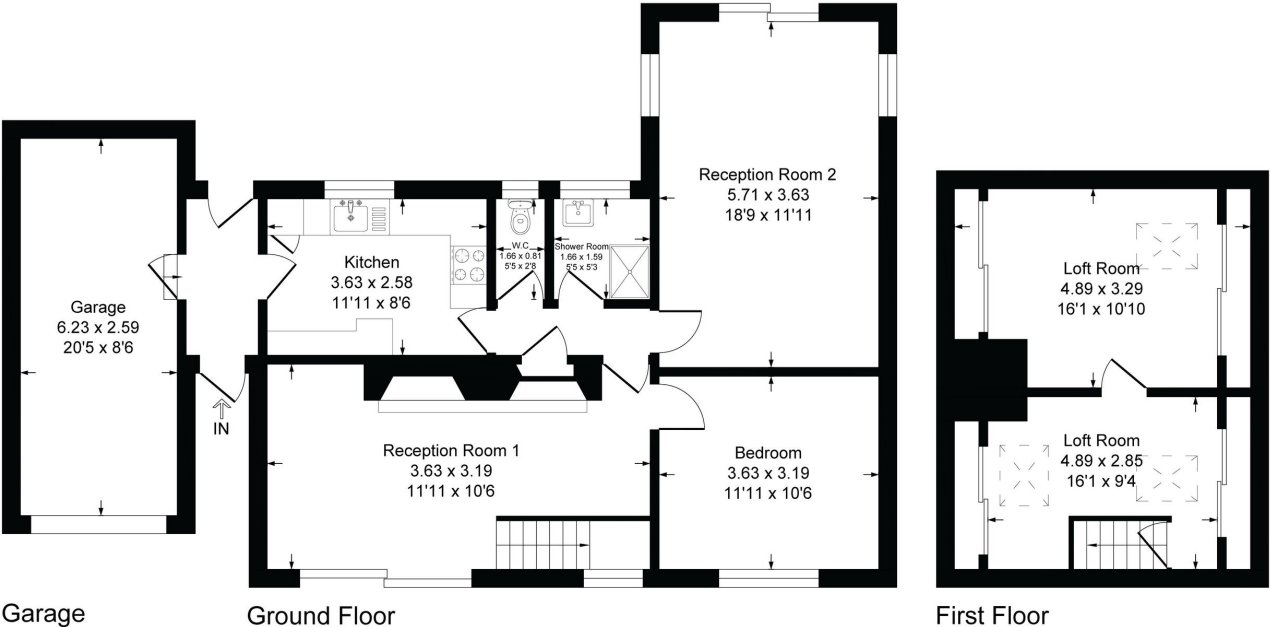 Reception Room 2
5.71 x 3.63
18'9 x 11'11
Kitchen
3.63 x 2.58
11'11 x 8'6
W.C
1.66 x 0.81
5'5 x 2'8
Shower Room
1.66 x 1.59
5'5 x 5'3
Garage
6.23 x 2.59
20'5 x 8'6
IN
Reception Room 1
3.63 x 3.19
11'11 x 10'6
Bedroom
3.63 x 3.19
11'11 x 10'6
Loft Room
4.89 x 3.29
16'1 x 10'10
Loft Room
4.89 x 2.85
16'1 x 9'4
Garage
Ground Floor
First Floor